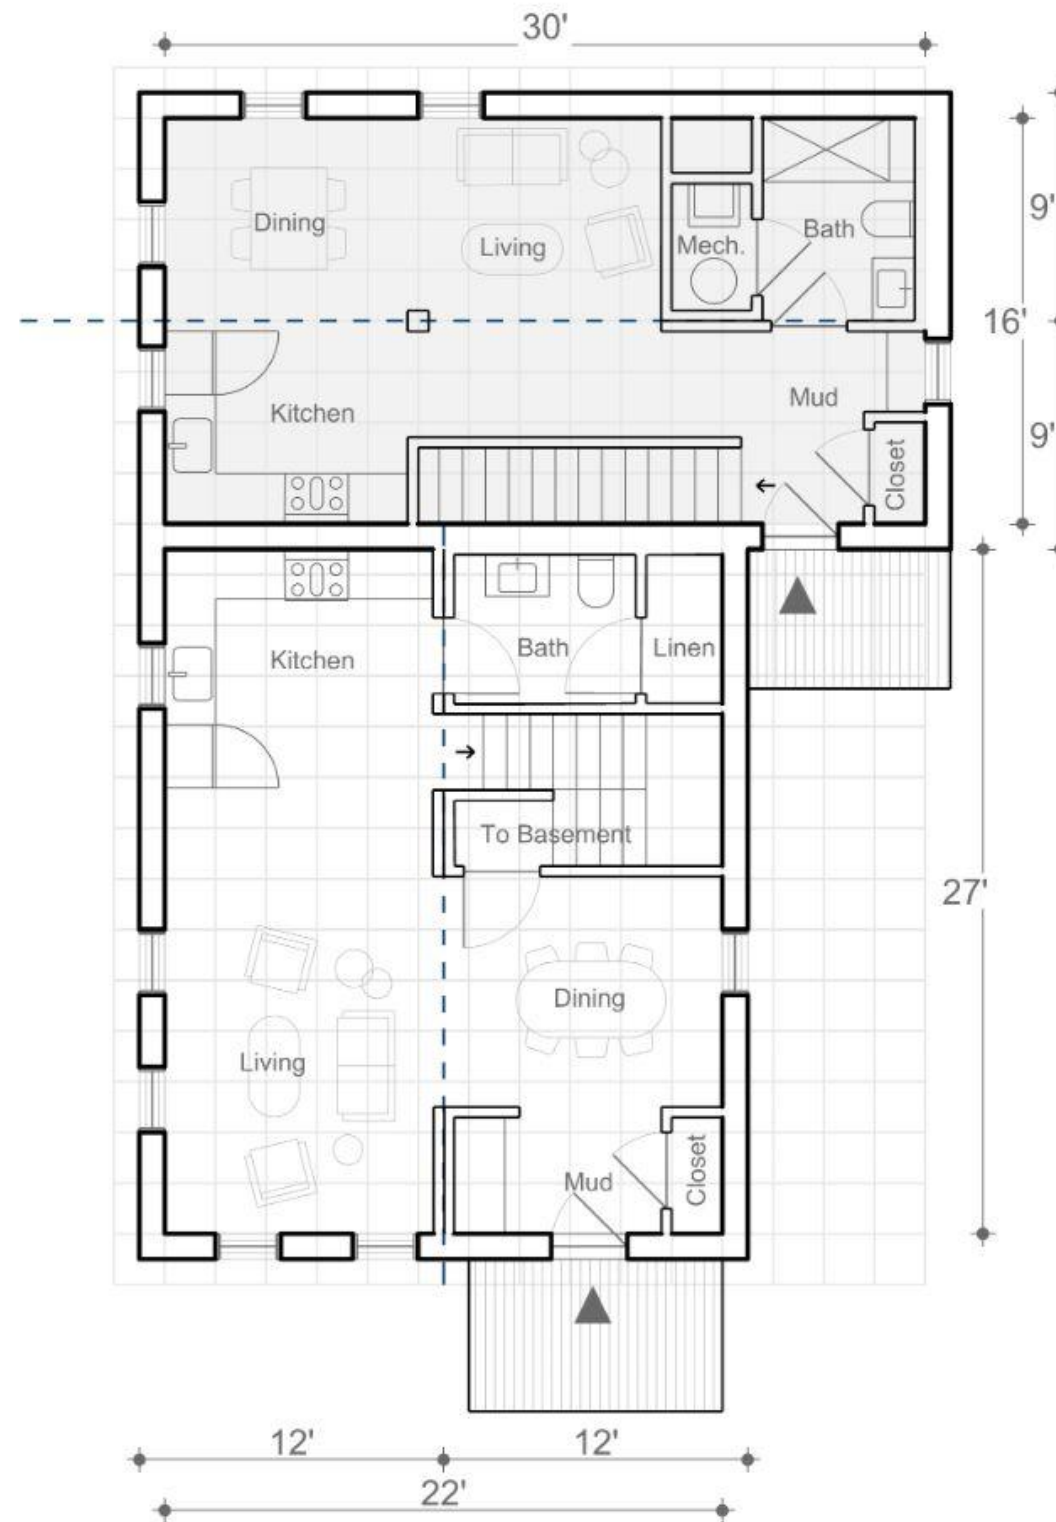 30'
Dining
Living
Mech.
Bath
9'
16'
Kitchen
Mud
9'
Closet
Kitchen
Bath
Linen
To Basement
27'
Dining
Living
Mud
Closet
12'
12'
22'